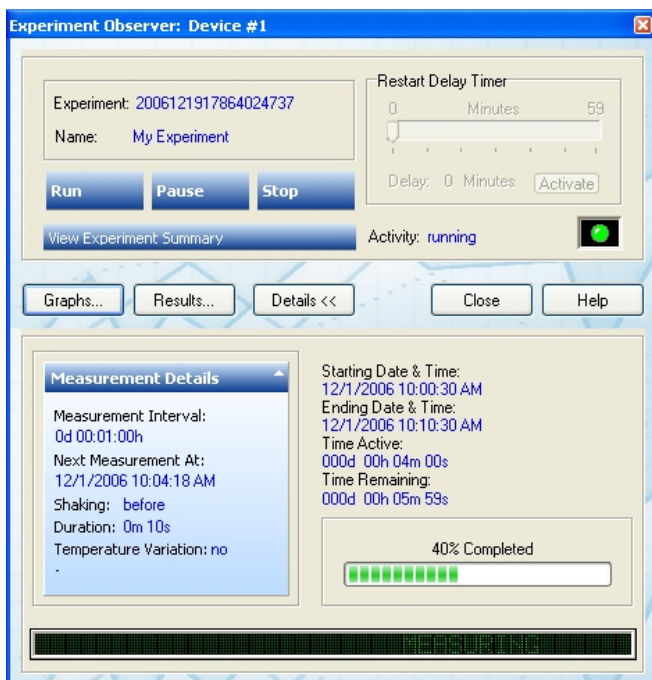 Experiment Observer: Device #1
Experiment: 2006121917864024737
Name: My Experiment
Run Pause Stop
View Experiment Summary
Restart Delay Timer
0 Minutes 59
Delay: 0 Minutes Activate
Activity: running
Graphs... Results... Details << Close Help
Measurement Details
Measurement Interval:
0d 00:01:00h
Next Measurement At:
12/1/2006 10:04:18 AM
Shaking: before
Duration: 0m 10s
Temperature Variation: no
-
Starting Date & Time:
12/1/2006 10:00:30 AM
Ending Date & Time:
12/1/2006 10:10:30 AM
Time Active:
000d 00h 04m 00s
Time Remaining:
000d 00h 05m 59s
40% Completed
MEASURING